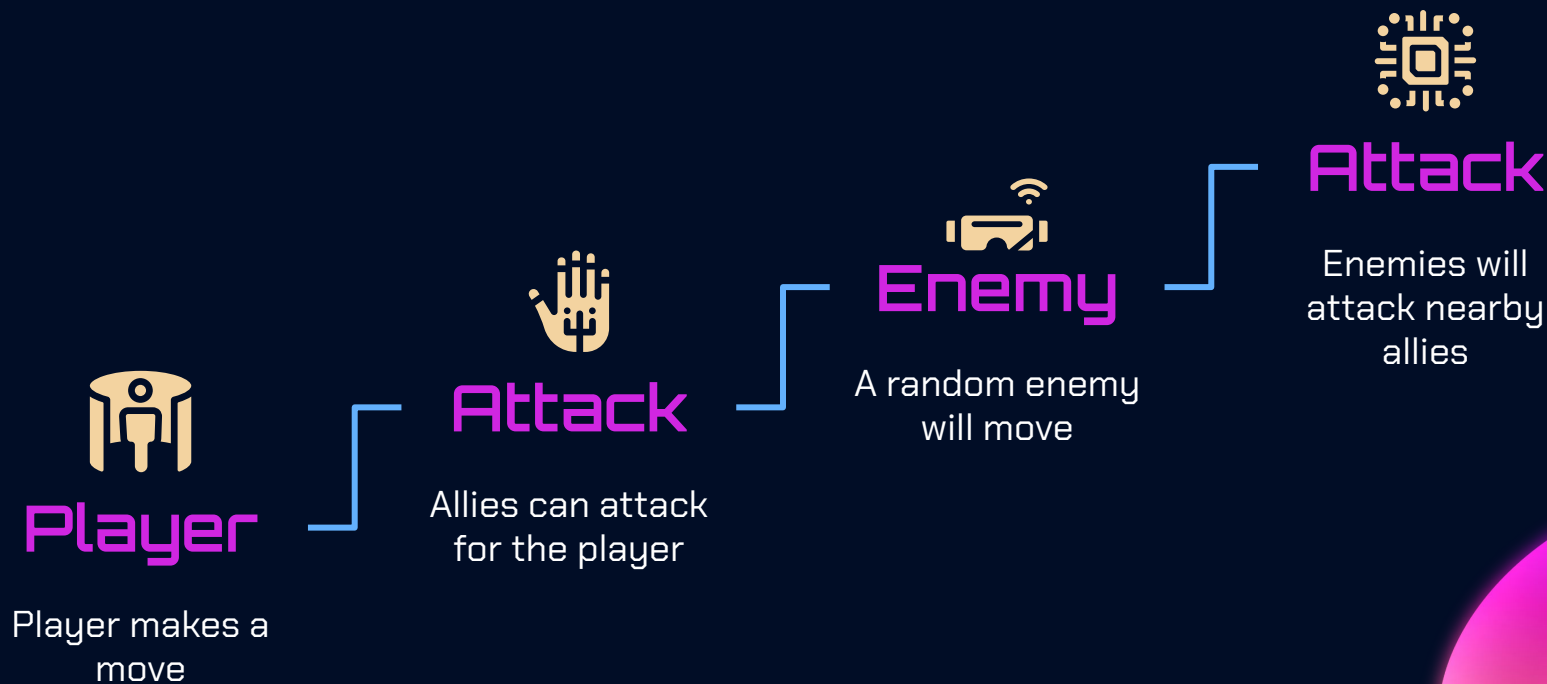 Player
Player makes a
move
Attack
Allies can attack
for the player
Enemy
A random enemy
will move
Attack
Enemies will
attack nearby
allies